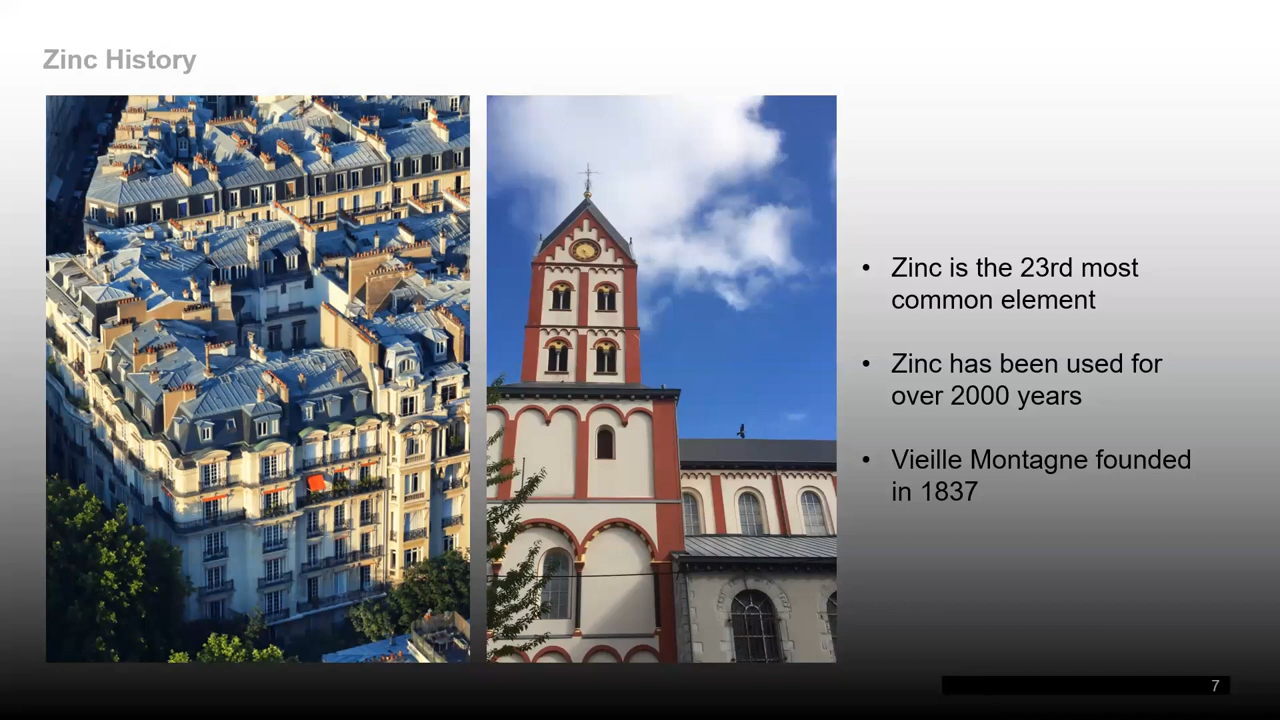 Zinc History
• Zinc is the 23rd most
common element
• Zinc has been used for
over 2000 years
• Vieille Montagne founded
in 1837
7